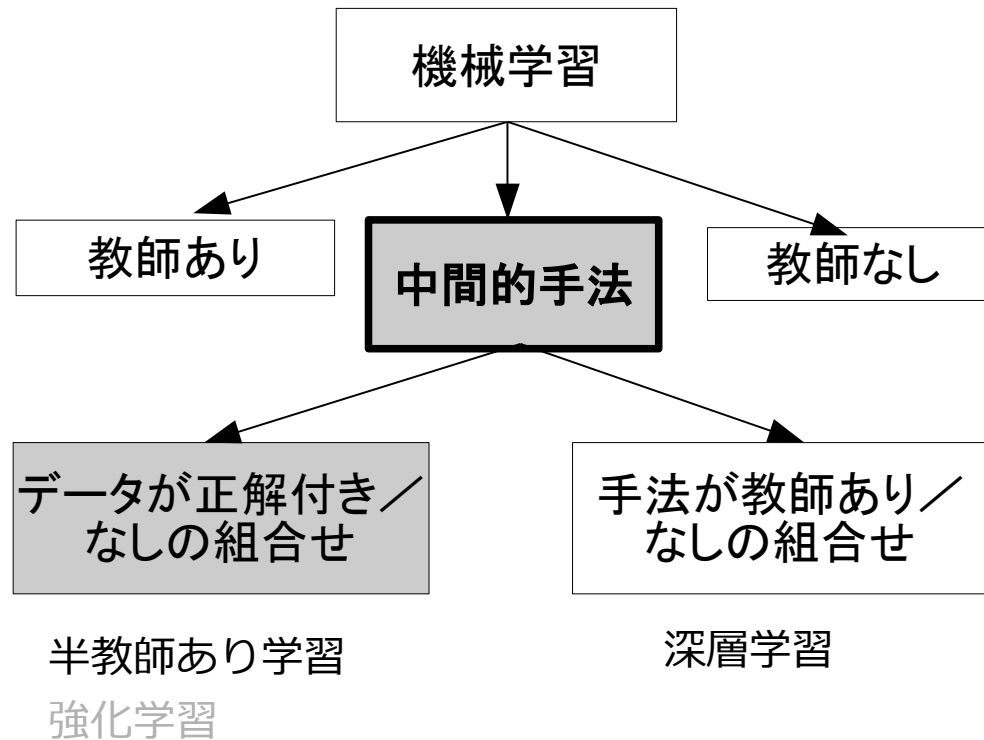 機械学習
教師あり
中間的手法
教師なし
データが正解付き／
なしの組合せ
手法が教師あり／
なしの組合せ
半教師あり学習
強化学習
深層学習